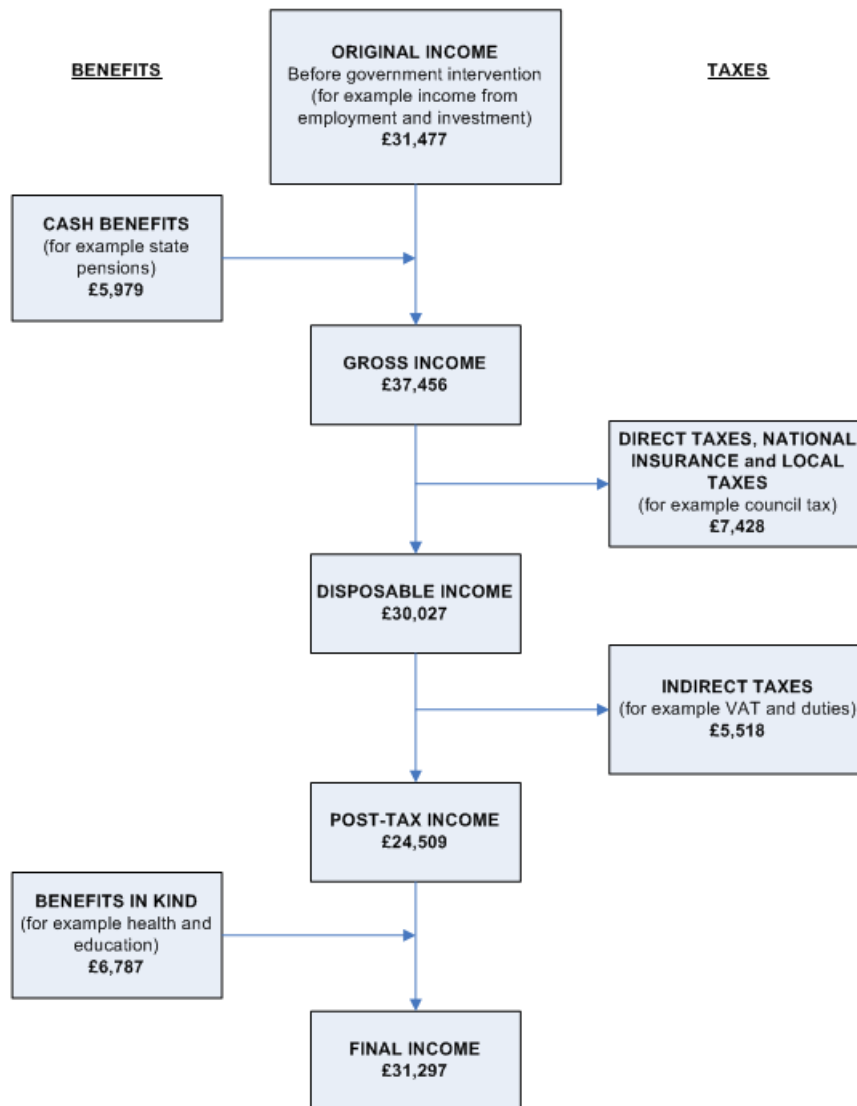 BENEFITS
ORIGINAL INCOME
Before government intervention
(for example income from
employment and investment)
£31,477
TAXES
CASH BENEFITS
(for example state
pensions)
£5,979
GROSS INCOME
£37,456
DIRECT TAXES, NATIONAL
INSURANCE and LOCAL
TAXES
(for example council tax)
£7,428
DISPOSABLE INCOME
£30,027
INDIRECT TAXES
(for example VAT and duties)
£5,518
POST-TAX INCOME
£24,509
BENEFITS IN KIND
(for example health and
education)
£6,787
FINAL INCOME
£31,297